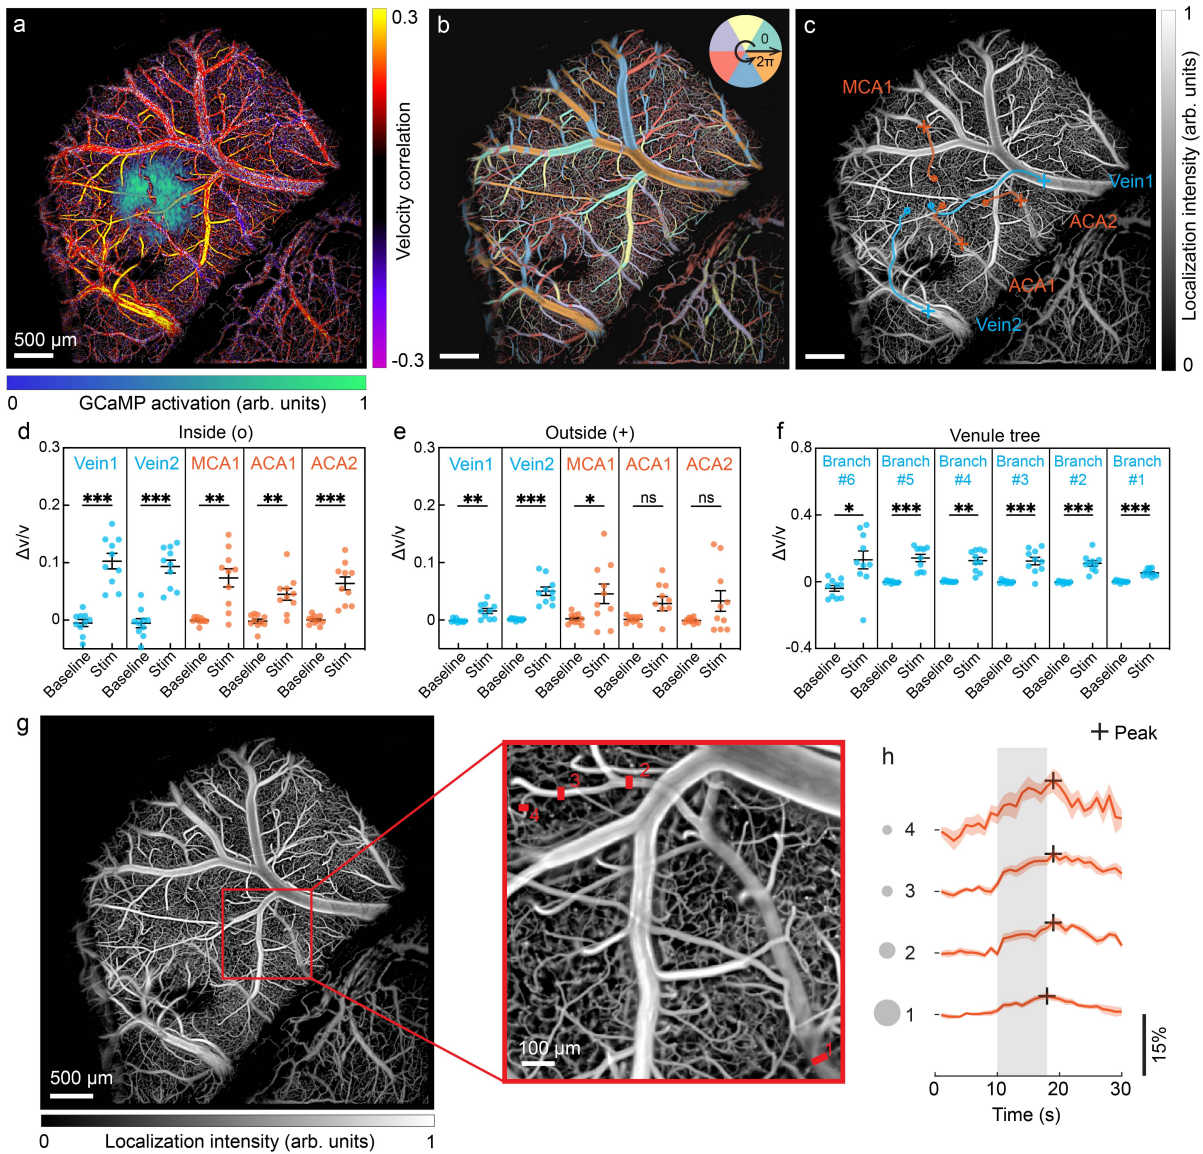 a
0.3
Velocity correlation
-0.3
500 µm
0
GCaMP activation (arb. units)
1
b
0
2π
c
MCA1
Vein1
ACA2
ACA1
Vein2
1
Localization intensity (arb. units)
0
d
Inside (o)
0.3
0.2
0.1
0
Δv/v
Vein1
Vein2
MCA1
ACA1
ACA2
***
***
**
**
***
Baseline
Stim
Baseline
Stim
Baseline
Stim
Baseline
Stim
Baseline
Stim
e
Outside (+)
0.3
0.2
0.1
0
Δv/v
Vein1
Vein2
MCA1
ACA1
ACA2
**
***
*
ns
ns
Baseline
Stim
Baseline
Stim
Baseline
Stim
Baseline
Stim
Baseline
Stim
f
Venule tree
0.8
0.4
0
-0.4
Δv/v
Branch #6
Branch #5
Branch #4
Branch #3
Branch #2
Branch #1
*
***
**
***
***
***
Baseline
Stim
Baseline
Stim
Baseline
Stim
Baseline
Stim
Baseline
Stim
Baseline
Stim
g
500 µm
0
Localization intensity (arb. units)
1
2
3
4
1
100 µm
h
+ Peak
4
3
2
1
15%
0
10
20
30
Time (s)